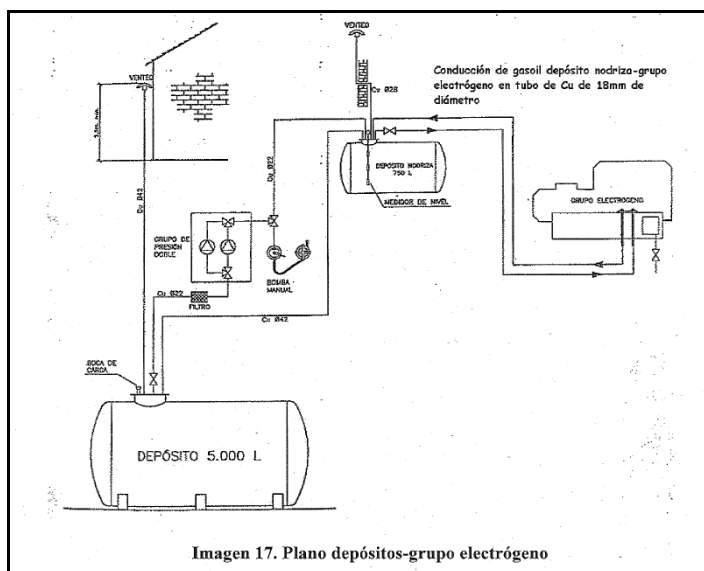 VENTEO
VENTEO
Conducción de gasoil depósito nodriza-grupo
electrógeno en tubo de Cu de 18mm de
diámetro
Cu Ø28
Cu Ø22
Cu Ø42
DEPÓSITO NODRIZA
750 L
MEDIDOR DE NIVEL
GRUPO ELECTROGENO
GRUPO DE
PRESIÓN
DOBLE
BOMBA
MANUAL
Cu Ø22
FILTRO
Cu Ø42
BOCA DE
CARGA
DEPÓSITO 5.000 L
Imagen 17. Plano depósitos-grupo electrógeno